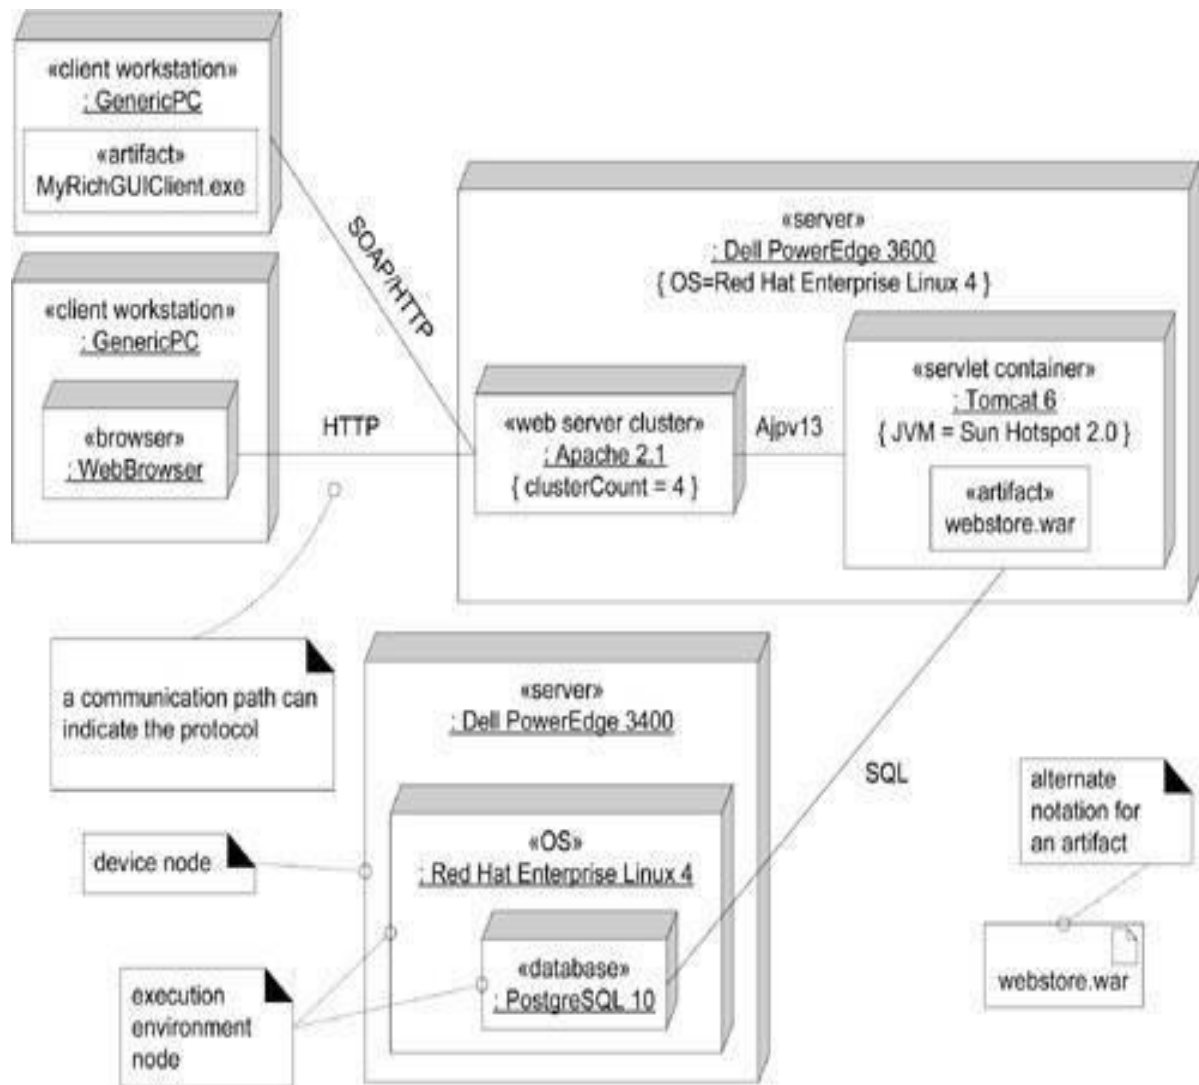 «client workstation»
: GenericPC
«artifact»
MyRichGUIClient.exe
SOAP/HTTP
«client workstation»
: GenericPC
«browser»
: WebBrowser
HTTP
«server»
: Dell PowerEdge 3600
{ OS=Red Hat Enterprise Linux 4 }
«web server cluster»
: Apache 2.1
{ clusterCount = 4 }
Ajpv13
«servlet container»
: Tomcat 6
{ JVM = Sun Hotspot 2.0 }
«artifact»
webstore.war
a communication path can
indicate the protocol
«server»
: Dell PowerEdge 3400
«OS»
: Red Hat Enterprise Linux 4
«database»
: PostgreSQL 10
SQL
device node
execution
environment
node
alternate
notation for
an artifact
webstore.war